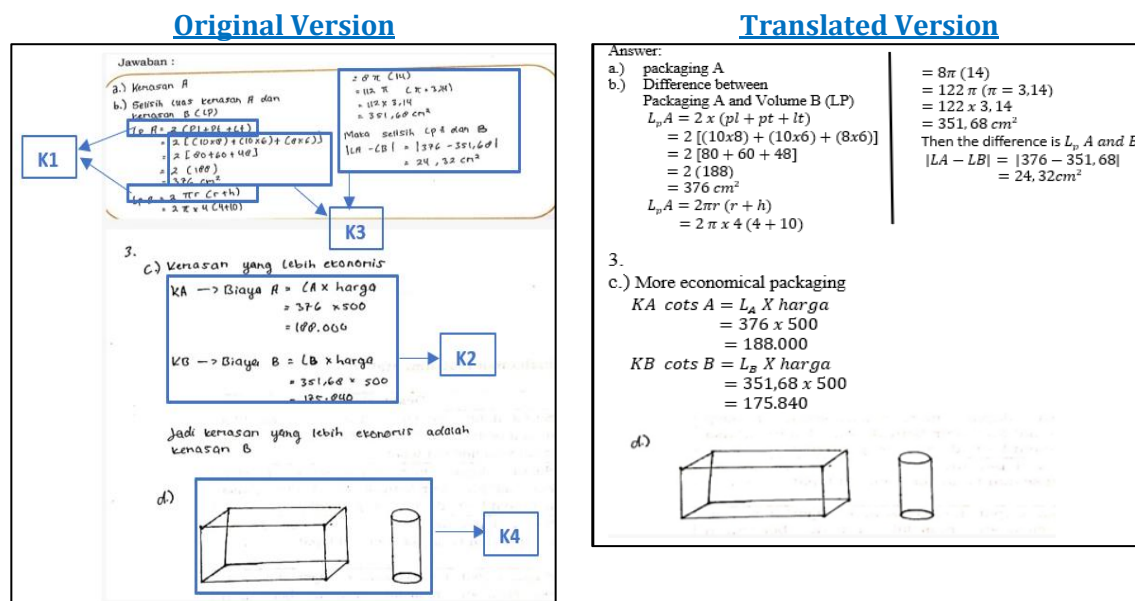 Original Version
Jawaban :
a.) Kemasan A
b.) Selisih luas kemasan A dan
kemasan B (LP)
Lp A = 2 (Pl + Pt + Lt)
= 2 [(10x8) + (10x6) + (8x6)]
= 2 [80+60+48]
= 2 (188)
= 376 cm²
= 2 πr (r+h)
= 2 π x 4 (4+10)
= 8 π (14)
= 112 π (π = 3,14)
= 112 x 3,14
= 351,68 cm²
Maka selisih Lp A dan B
|LA - LB| = |376 - 351,68|
= 24,32 cm²
K1
K3
3.
c.) Kemasan yang lebih ekonomis
KA —> Biaya A = LA x harga
= 376 x 500
= 188.000
KB —> Biaya B = LB x harga
= 351,68 x 500
= 175.840
K2
Jadi kemasan yang lebih ekonomis adalah
kemasan B
d.)
K4
Translated Version
Answer:
a.) packaging A
b.) Difference between
Packaging A and Volume B (LP)
LₚA = 2 x (pl + pt + lt)
= 2 [(10x8) + (10x6) + (8x6)]
= 2 [80 + 60 + 48]
= 2 (188)
= 376 cm²
LₚA = 2πr (r + h)
= 2 π x 4 (4 + 10)
= 8π (14)
= 122 π (π = 3,14)
= 122 x 3, 14
= 351, 68 cm²
Then the difference is Lₚ A and B
|LA − LB| = |376 − 351, 68|
= 24, 32cm²
3.
c.) More economical packaging
KA cots A = L_A X harga
= 376 x 500
= 188.000
KB cots B = L_B X harga
= 351,68 x 500
= 175.840
d.)